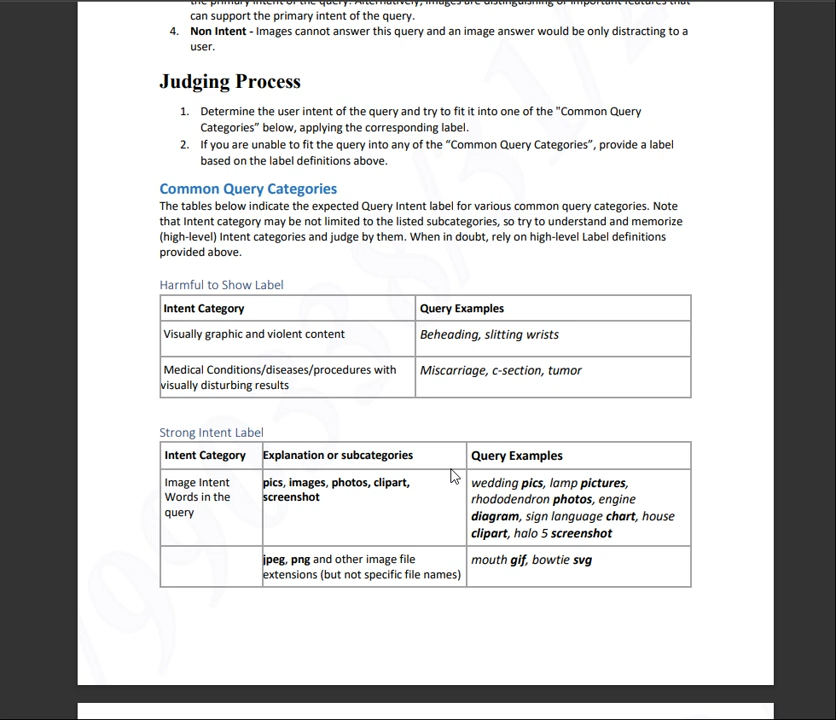 can support the primary intent of the query.
4. Non Intent - Images cannot answer this query and an image answer would be only distracting to a
user.
Judging Process
1. Determine the user intent of the query and try to fit it into one of the "Common Query
Categories” below, applying the corresponding label.
2. If you are unable to fit the query into any of the “Common Query Categories”, provide a label
based on the label definitions above.
Common Query Categories
The tables below indicate the expected Query Intent label for various common query categories. Note
that Intent category may be not limited to the listed subcategories, so try to understand and memorize
(high-level) Intent categories and judge by them. When in doubt, rely on high-level Label definitions
provided above.
Harmful to Show Label
Intent Category
Query Examples
Visually graphic and violent content
Beheading, slitting wrists
Medical Conditions/diseases/procedures with
visually disturbing results
Miscarriage, c-section, tumor
Strong Intent Label
Intent Category
Explanation or subcategories
Query Examples
Image Intent
Words in the
query
pics, images, photos, clipart,
screenshot
wedding pics, lamp pictures,
rhododendron photos, engine
diagram, sign language chart, house
clipart, halo 5 screenshot
jpeg, png and other image file
extensions (but not specific file names)
mouth gif, bowtie svg